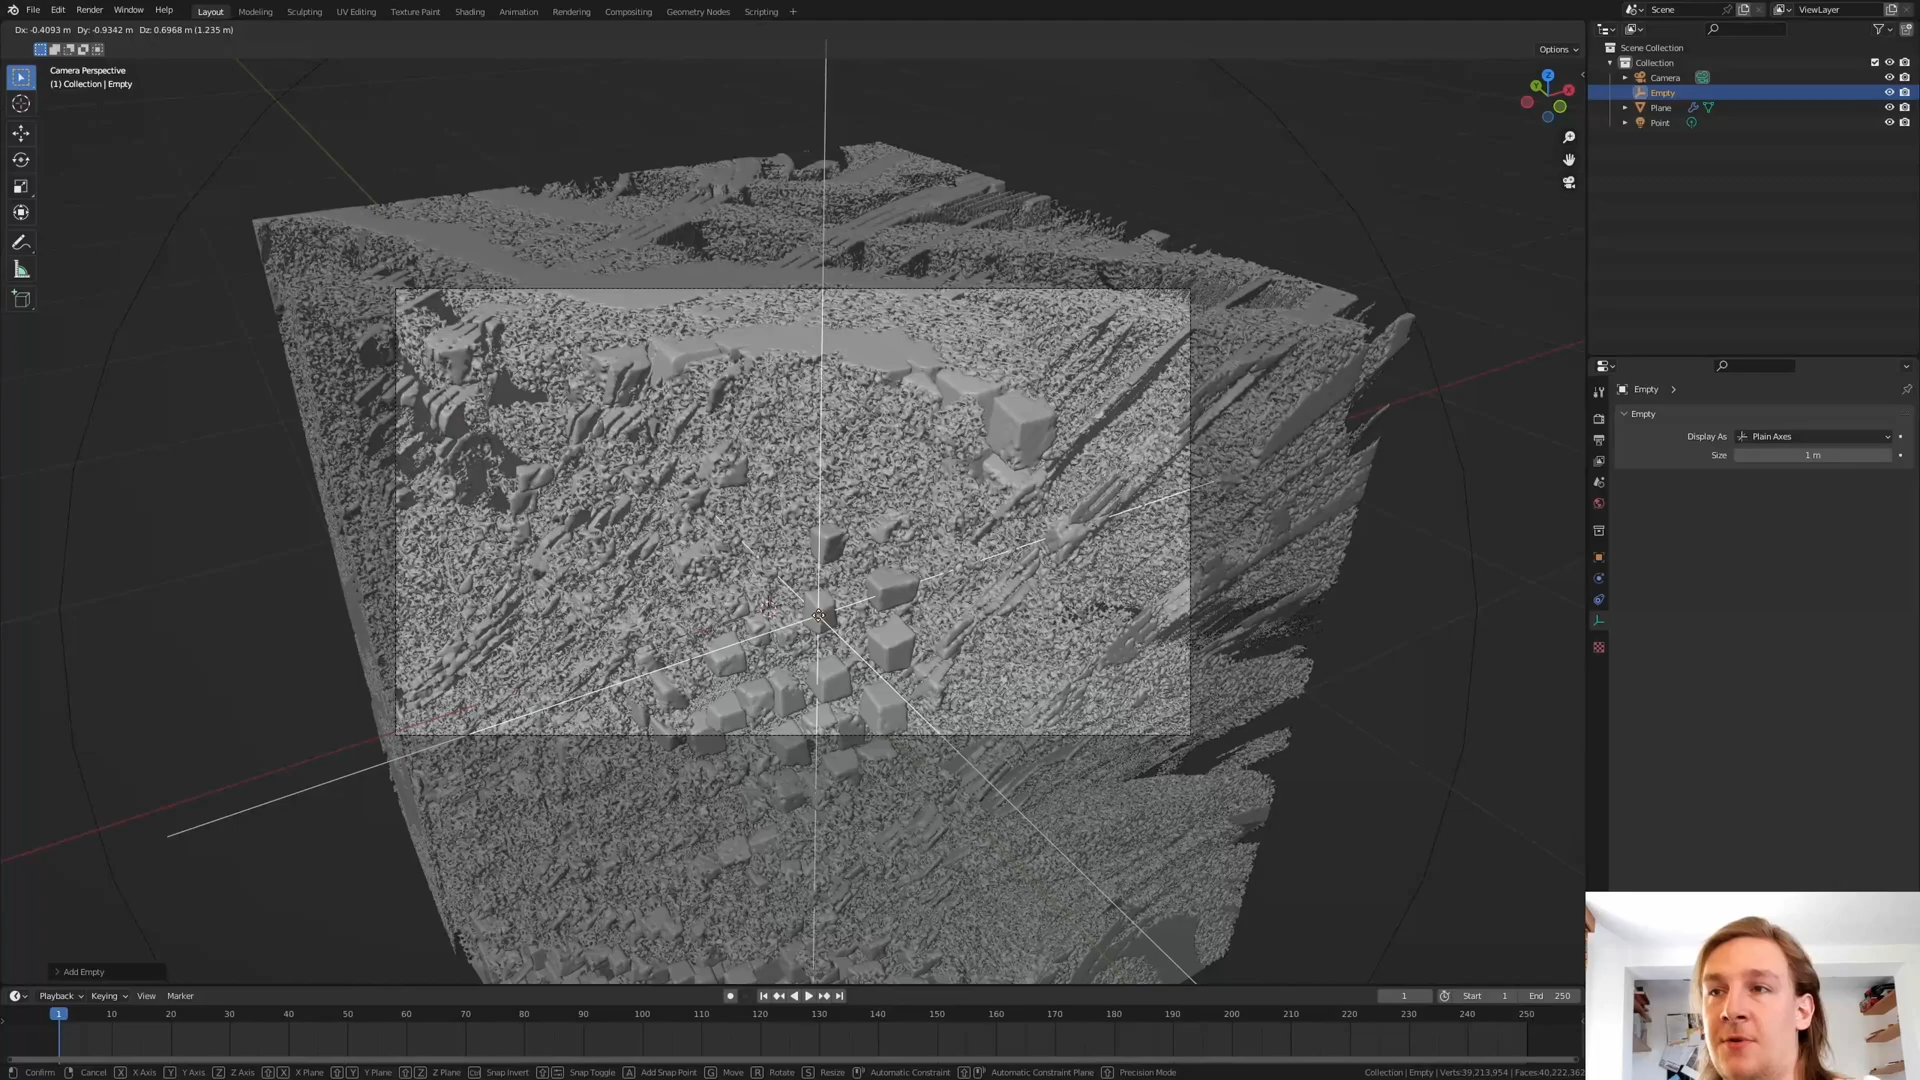 File Edit Render Window Help Layout Modeling Sculpting UV Editing Texture Paint Shading Animation Rendering Compositing Geometry Nodes Scripting + Scene ViewLayer
Dx: -0.4093 m Dy: -0.9342 m Dz: 0.6968 m (1.235 m)
Options
Camera Perspective
(1) Collection | Empty
Z
Y
X
Scene Collection
Collection
Camera
Empty
Plane
Point
Empty
Empty
Display As Plain Axes
Size 1 m
Add Empty
Playback Keying View Marker 1 Start 1 End 250
1 10 20 30 40 50 60 70 80 90 100 110 120 130 140 150 160 170 180 190 200 210 220 230 240 250
Confirm Cancel X X Axis Y Y Axis Z Z Axis X X Plane Y Y Plane Z Z Plane Snap Invert Snap Toggle A Add Snap Point G Move R Rotate S Resize Automatic Constraint Automatic Constraint Plane Precision Mode Collection | Empty | Verts:39,213,954 | Faces:40,222,362